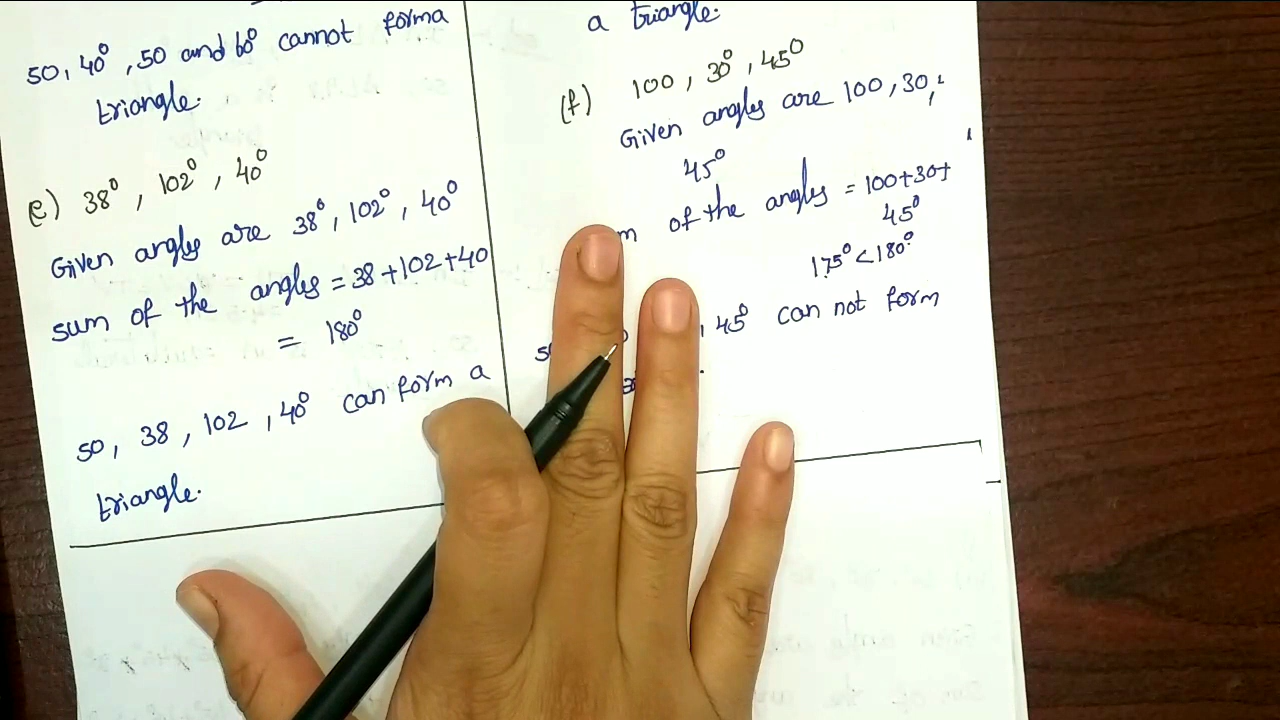 50, 40°, 50 and 60° cannot forma
triangle.
(e) 38°, 102°, 40°
Given angles are 38°, 102°, 40°
sum of the angles = 38+102+40
= 180°
50, 38, 102, 40° can form a
triangle.
a triangle.
(f) 100, 30°, 45°
Given angles are 100, 30,
45°
of the angles = 100+30+
45°
175° < 180°
, 45° can not form